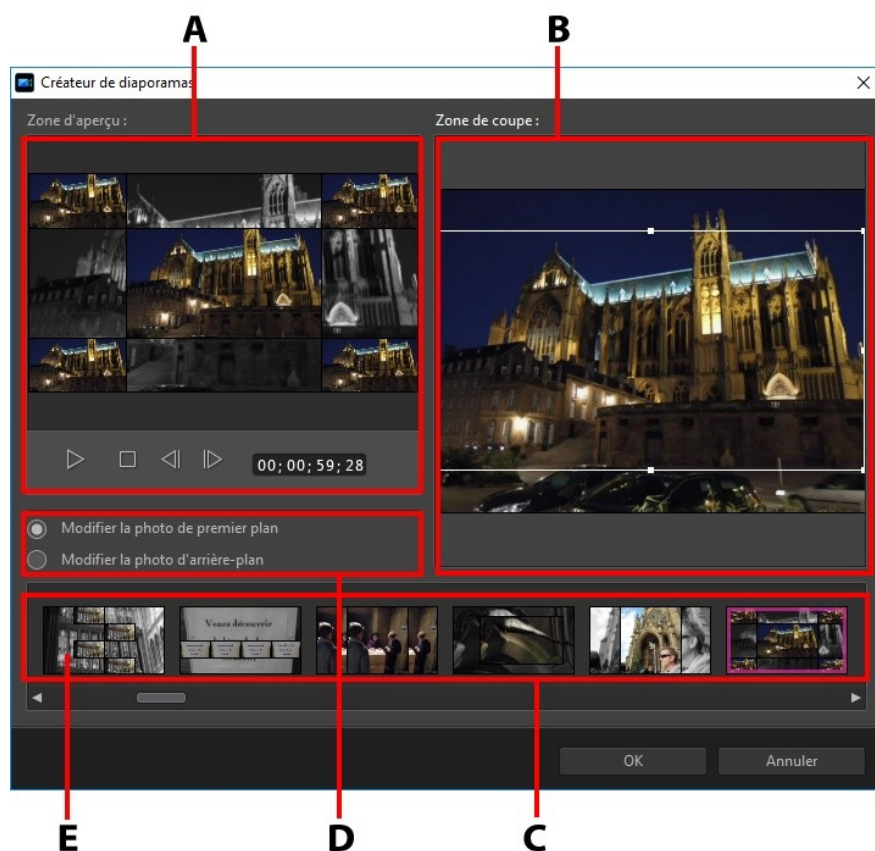 A
B
Créateur de diaporamas
Zone d'aperçu :
Zone de coupe :
00; 00; 59; 28
Modifier la photo de premier plan
Modifier la photo d'arrière-plan
Venez découvrir
OK
Annuler
E
D
C